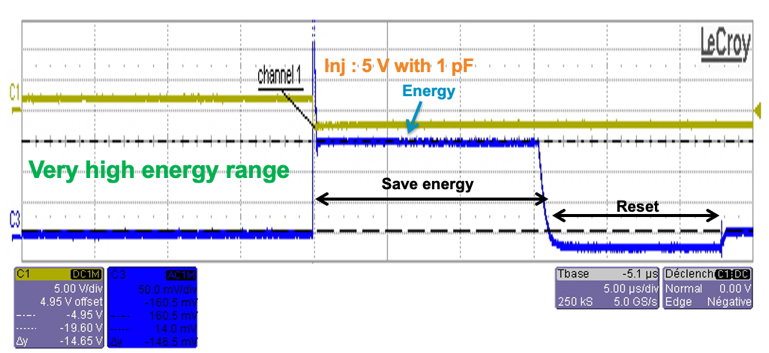 LeCroy
Inj : 5 V with 1 pF
channel 1
Energy
C1
Very high energy range
Save energy
Reset
C3
C1 DC1M
5.00 V/div
4.95 V offset
-4.95 V
-19.60 V
Δy -14.65 V
C3 AC1M
50.0 mV/div
-160.5 mV
160.5 mV
14.0 mV
Δy -146.5 mV
Tbase -5.1 µs
5.00 µs/div
250 kS 5.0 GS/s
Déclench C1 DC
Normal 0.00 V
Edge Négative